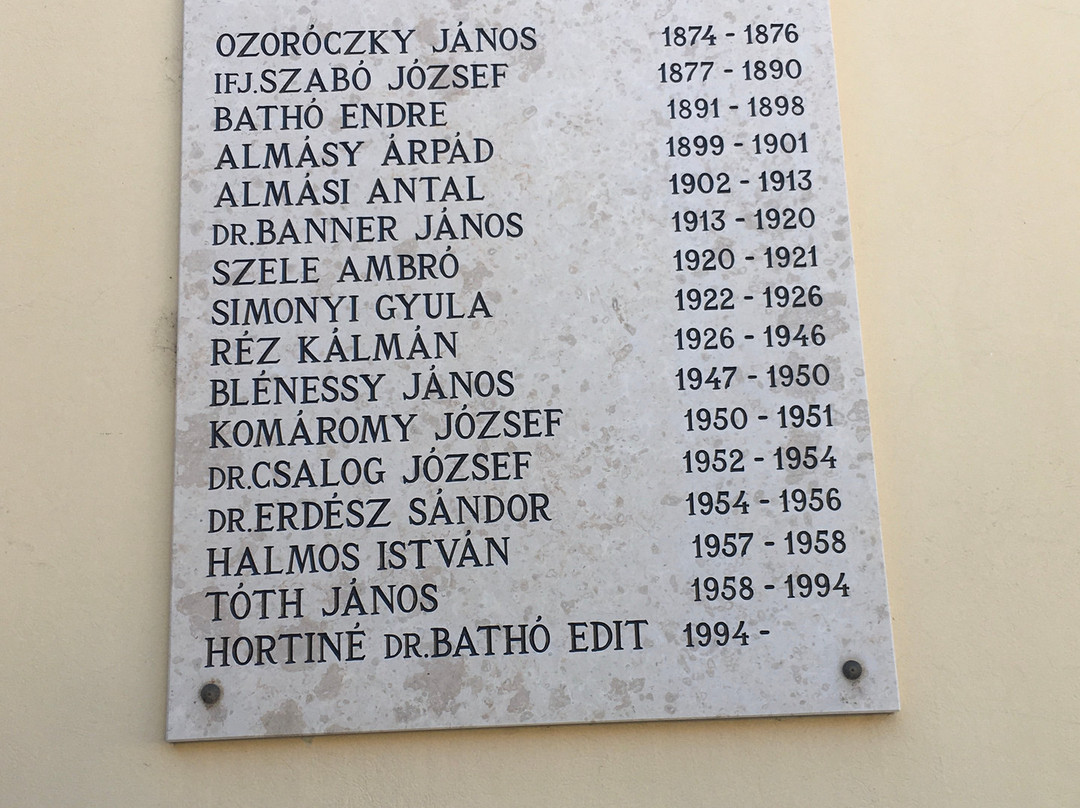 OZORÓCZKY JÁNOS 1874 - 1876
IFJ.SZABÓ JÓZSEF 1877 - 1890
BATHÓ ENDRE 1891 - 1898
ALMÁSY ÁRPÁD 1899 - 1901
ALMÁSI ANTAL 1902 - 1913
DR.BANNER JÁNOS 1913 - 1920
SZELE AMBRÓ 1920 - 1921
SIMONYI GYULA 1922 - 1926
RÉZ KÁLMÁN 1926 - 1946
BLÉNESSY JÁNOS 1947 - 1950
KOMÁROMY JÓZSEF 1950 - 1951
DR.CSALOG JÓZSEF 1952 - 1954
DR.ERDÉSZ SÁNDOR 1954 - 1956
HALMOS ISTVÁN 1957 - 1958
TÓTH JÁNOS 1958 - 1994
HORTINÉ DR.BATHÓ EDIT 1994 -